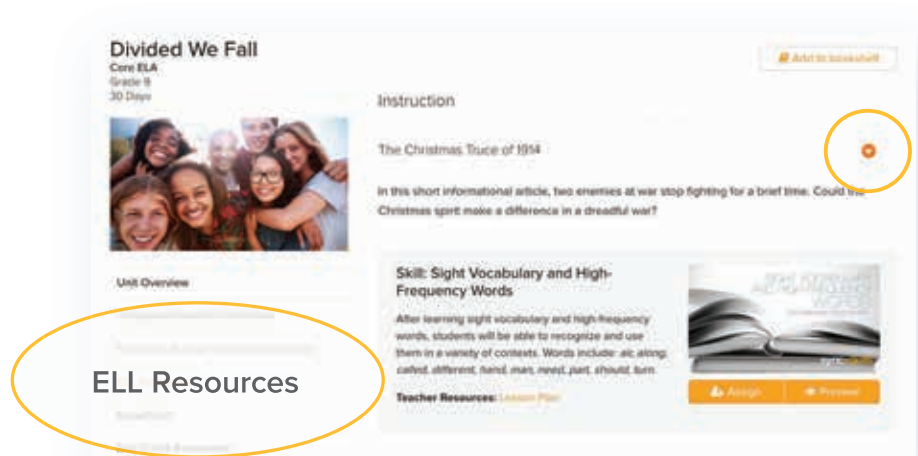 Divided We Fall
Core ELA
Grade 9
30 Days
Add to bookshelf
Instruction
The Christmas Truce of 1914
In this short informational article, two enemies at war stop fighting for a brief time. Could the
Christmas spirit make a difference in a dreadful war?
Unit Overview
ELL Resources
Skill: Sight Vocabulary and High-
Frequency Words
After learning sight vocabulary and high-frequency
words, students will be able to recognize and use
them in a variety of contexts. Words include: air, along,
called, different, hand, man, need, part, should, turn.
Teacher Resources: Lesson Plan
Assign
Preview